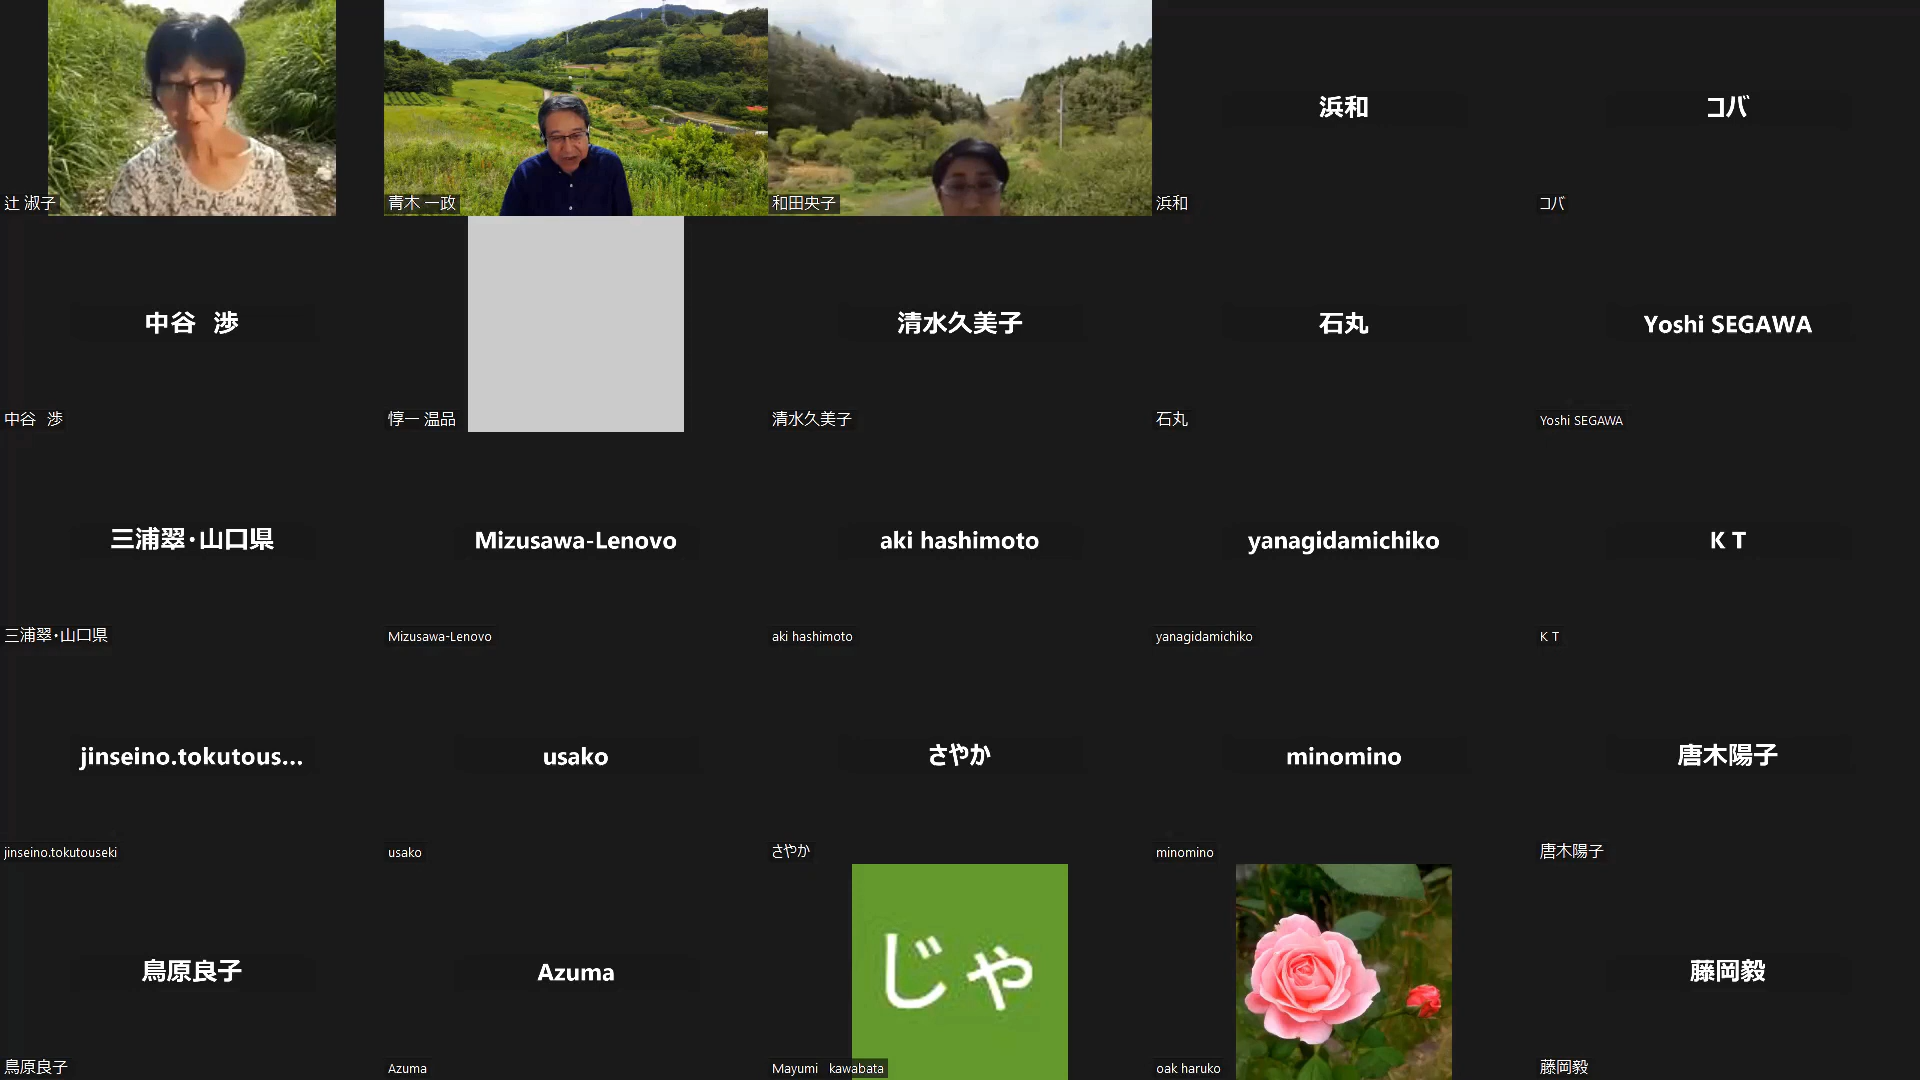 辻 淑子
青木 一政
和田央子
浜和
浜和
コバ
コバ
中谷　渉
中谷　渉
惇一 温品
清水久美子
清水久美子
石丸
石丸
Yoshi SEGAWA
Yoshi SEGAWA
三浦翠・山口県
三浦翠・山口県
Mizusawa-Lenovo
Mizusawa-Lenovo
aki hashimoto
aki hashimoto
yanagidamichiko
yanagidamichiko
K T
K T
jinseino.tokutous...
jinseino.tokutouseki
usako
usako
さやか
さやか
minomino
minomino
唐木陽子
唐木陽子
鳥原良子
鳥原良子
Azuma
Azuma
じゃ
Mayumi　kawabata
oak haruko
藤岡毅
藤岡毅